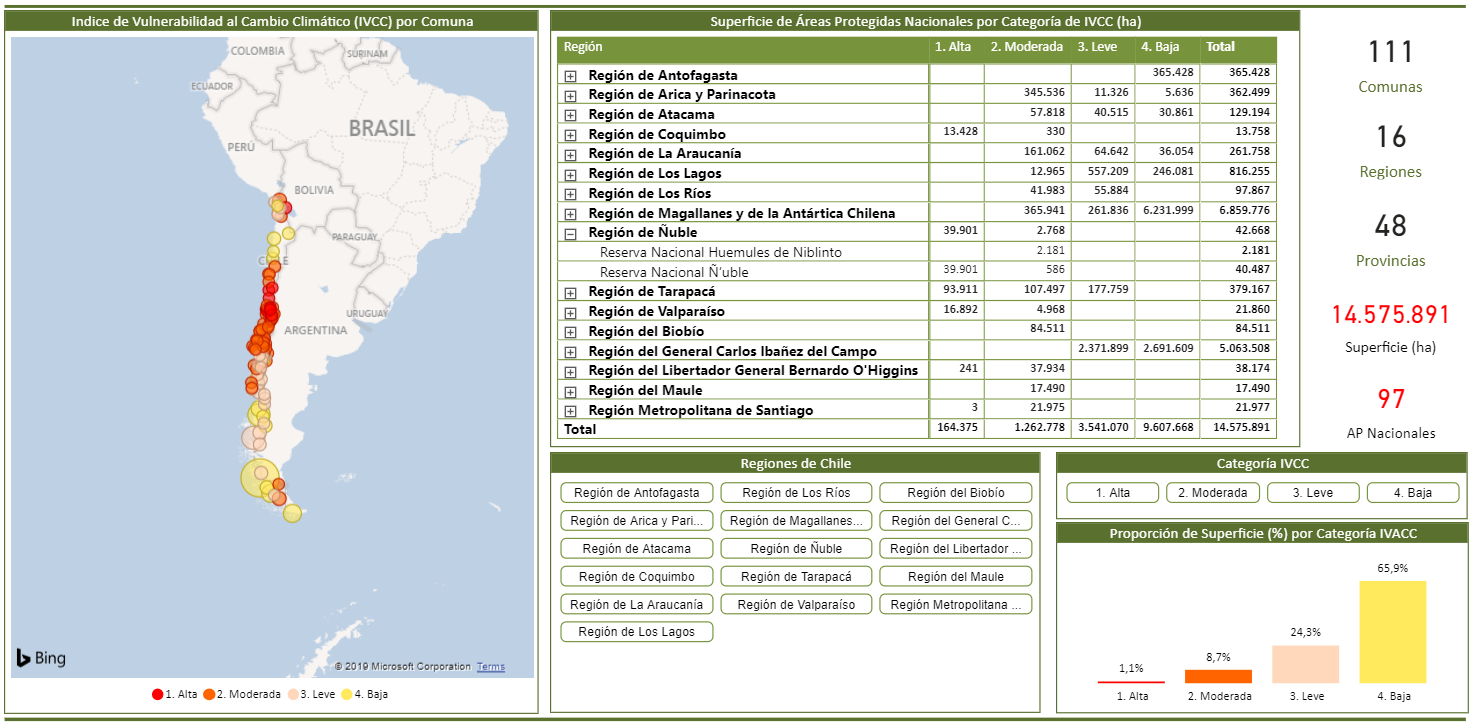 Indice de Vulnerabilidad al Cambio Climático (IVCC) por Comuna
COLOMBIA
SURINAM
ECUADOR
BRASIL
PERÚ
BOLIVIA
PARAGUAY
CHILE
URUGUAY
ARGENTINA
Bing
© 2019 Microsoft Corporation Terms
1. Alta 2. Moderada 3. Leve 4. Baja
Superficie de Áreas Protegidas Nacionales por Categoría de IVCC (ha)
Región 1. Alta 2. Moderada 3. Leve 4. Baja Total
Región de Antofagasta 365.428 365.428
Región de Arica y Parinacota 345.536 11.326 5.636 362.499
Región de Atacama 57.818 40.515 30.861 129.194
Región de Coquimbo 13.428 330 13.758
Región de La Araucanía 161.062 64.642 36.054 261.758
Región de Los Lagos 12.965 557.209 246.081 816.255
Región de Los Ríos 41.983 55.884 97.867
Región de Magallanes y de la Antártica Chilena 365.941 261.836 6.231.999 6.859.776
Región de Ñuble 39.901 2.768 42.668
Reserva Nacional Huemules de Niblinto 2.181 2.181
Reserva Nacional Ñ'uble 39.901 586 40.487
Región de Tarapacá 93.911 107.497 177.759 379.167
Región de Valparaíso 16.892 4.968 21.860
Región del Biobío 84.511 84.511
Región del General Carlos Ibañez del Campo 2.371.899 2.691.609 5.063.508
Región del Libertador General Bernardo O'Higgins 241 37.934 38.174
Región del Maule 17.490 17.490
Región Metropolitana de Santiago 3 21.975 21.977
Total 164.375 1.262.778 3.541.070 9.607.668 14.575.891
111
Comunas
16
Regiones
48
Provincias
14.575.891
Superficie (ha)
97
AP Nacionales
Regiones de Chile
Región de Antofagasta Región de Los Ríos Región del Biobío
Región de Arica y Pari... Región de Magallanes... Región del General C...
Región de Atacama Región de Ñuble Región del Libertador ...
Región de Coquimbo Región de Tarapacá Región del Maule
Región de La Araucanía Región de Valparaíso Región Metropolitana ...
Región de Los Lagos
Categoría IVCC
1. Alta 2. Moderada 3. Leve 4. Baja
Proporción de Superficie (%) por Categoría IVACC
65,9%
24,3%
8,7%
1,1%
1. Alta 2. Moderada 3. Leve 4. Baja